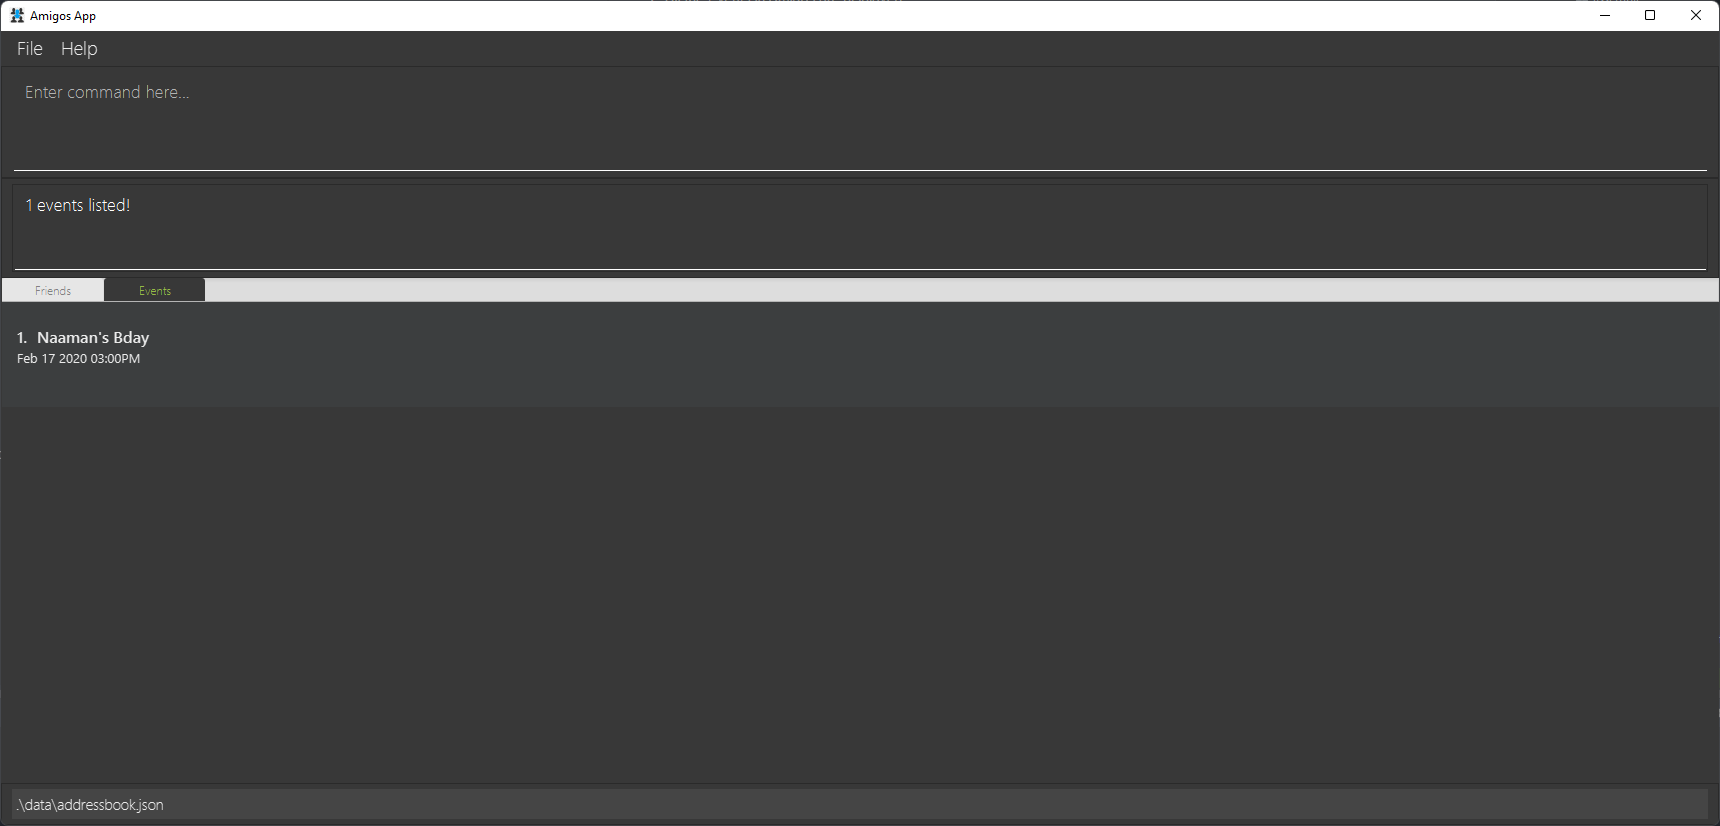 Amigos App
File Help
Enter command here...
1 events listed!
Friends Events
1. Naaman's Bday
Feb 17 2020 03:00PM
.\data\addressbook.json